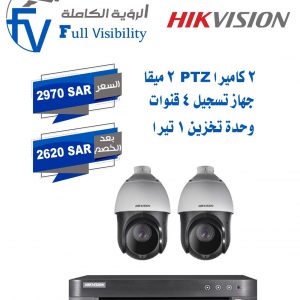 الرؤية الكاملة
Full Visibility
HIKVISION
السعر
2970 SAR
بعد الخصم
2620 SAR
٢ كاميرا PTZ ٢ ميقا
جهاز تسجيل ٤ قنوات
وحدة تخزين ١ تيرا
HIKVISION